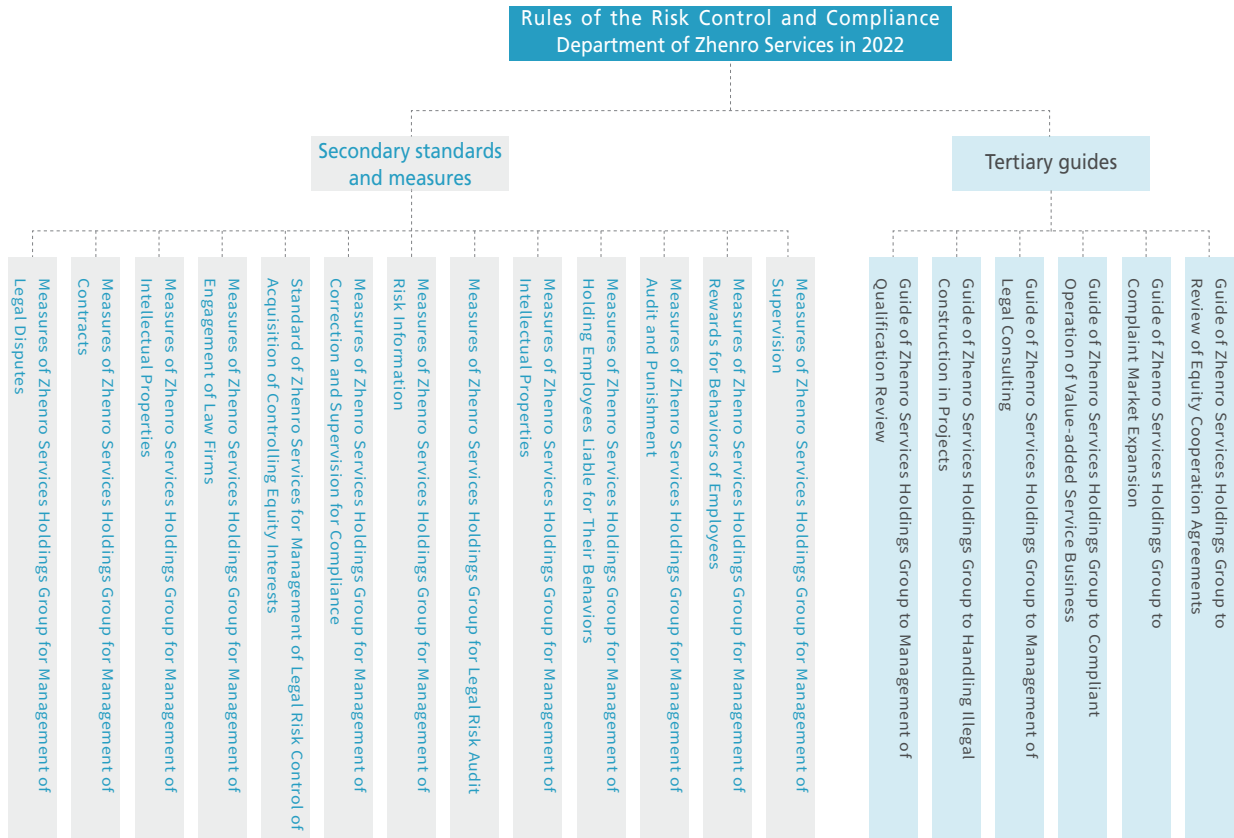 Rules of the Risk Control and Compliance
Department of Zhenro Services in 2022
Secondary standards
and measures
Tertiary guides
Measures of Zhenro Services Holdings Group for Management of
Legal Disputes
Measures of Zhenro Services Holdings Group for Management of
Contracts
Measures of Zhenro Services Holdings Group for Management of
Intellectual Properties
Measures of Zhenro Services Holdings Group for Management of
Engagement of Law Firms
Standard of Zhenro Services for Management of Legal Risk Control of
Acquisition of Controlling Equity Interests
Measures of Zhenro Services Holdings Group for Management of
Correction and Supervision for Compliance
Measures of Zhenro Services Holdings Group for Management of
Risk Information
Measures of Zhenro Services Holdings Group for Legal Risk Audit
Measures of Zhenro Services Holdings Group for Management of
Intellectual Properties
Measures of Zhenro Services Holdings Group for Management of
Holding Employees Liable for Their Behaviors
Measures of Zhenro Services Holdings Group for Management of
Audit and Punishment
Measures of Zhenro Services Holdings Group for Management of
Rewards for Behaviors of Employees
Measures of Zhenro Services Holdings Group for Management of
Supervision
Guide of Zhenro Services Holdings Group to Management of
Qualification Review
Guide of Zhenro Services Holdings Group to Handling Illegal
Construction in Projects
Guide of Zhenro Services Holdings Group to Management of
Legal Consulting
Guide of Zhenro Services Holdings Group to Compliant
Operation of Value-added Service Business
Guide of Zhenro Services Holdings Group to
Complaint Market Expansion
Guide of Zhenro Services Holdings Group to
Review of Equity Cooperation Agreements